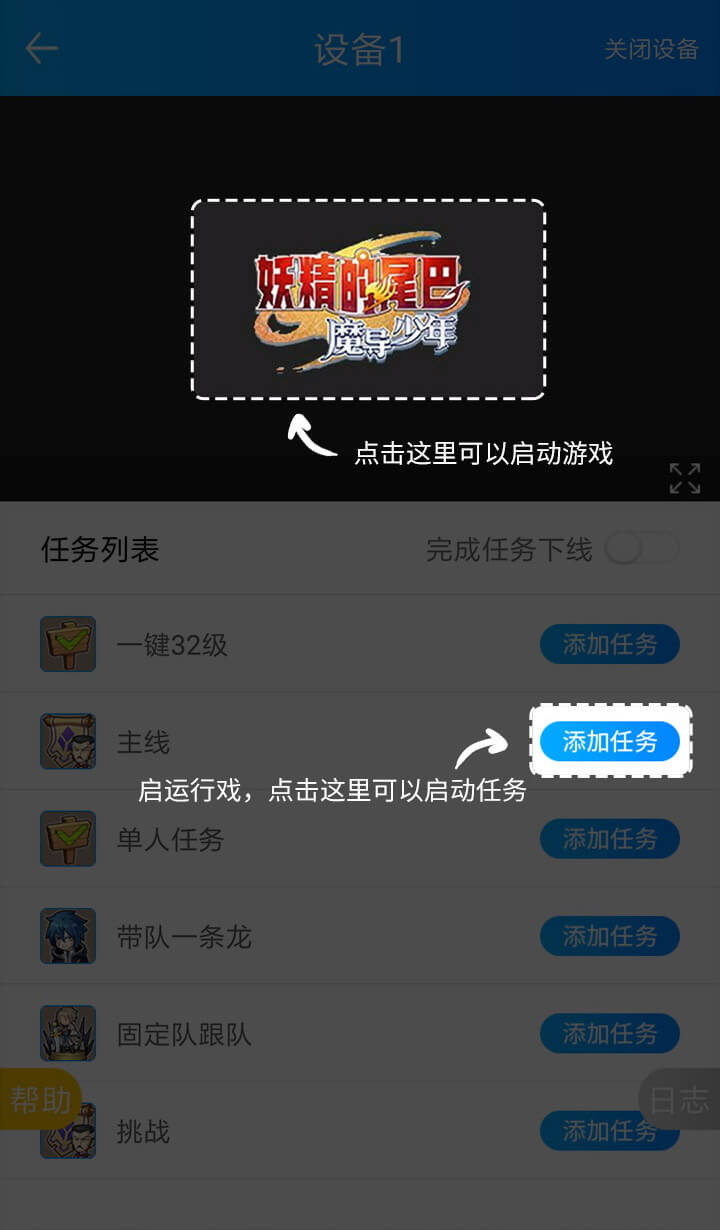 设备1
关闭设备
妖精的尾巴
魔导少年
点击这里可以启动游戏
任务列表
完成任务下线
一键32级
添加任务
主线
添加任务
启运行戏，点击这里可以启动任务
单人任务
添加任务
带队一条龙
添加任务
固定队跟队
添加任务
帮助
日志
挑战
添加任务